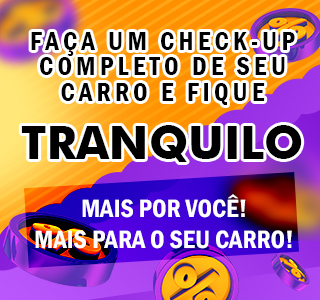 FAÇA UM CHECK-UP
COMPLETO DE SEU
CARRO E FIQUE
TRANQUILO
MAIS POR VOCÊ!
MAIS PARA O SEU CARRO!